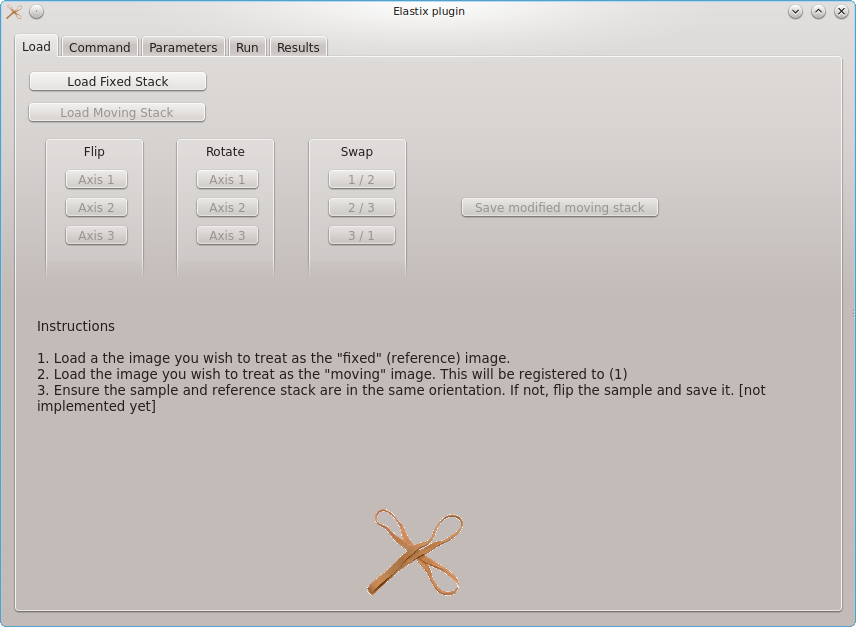 Elastix plugin
Load Command Parameters Run Results
Load Fixed Stack
Load Moving Stack
Flip Rotate Swap
Axis 1 Axis 1 1 / 2
Axis 2 Axis 2 2 / 3 Save modified moving stack
Axis 3 Axis 3 3 / 1
Instructions
1. Load a the image you wish to treat as the "fixed" (reference) image.
2. Load the image you wish to treat as the "moving" image. This will be registered to (1)
3. Ensure the sample and reference stack are in the same orientation. If not, flip the sample and save it. [not
implemented yet]